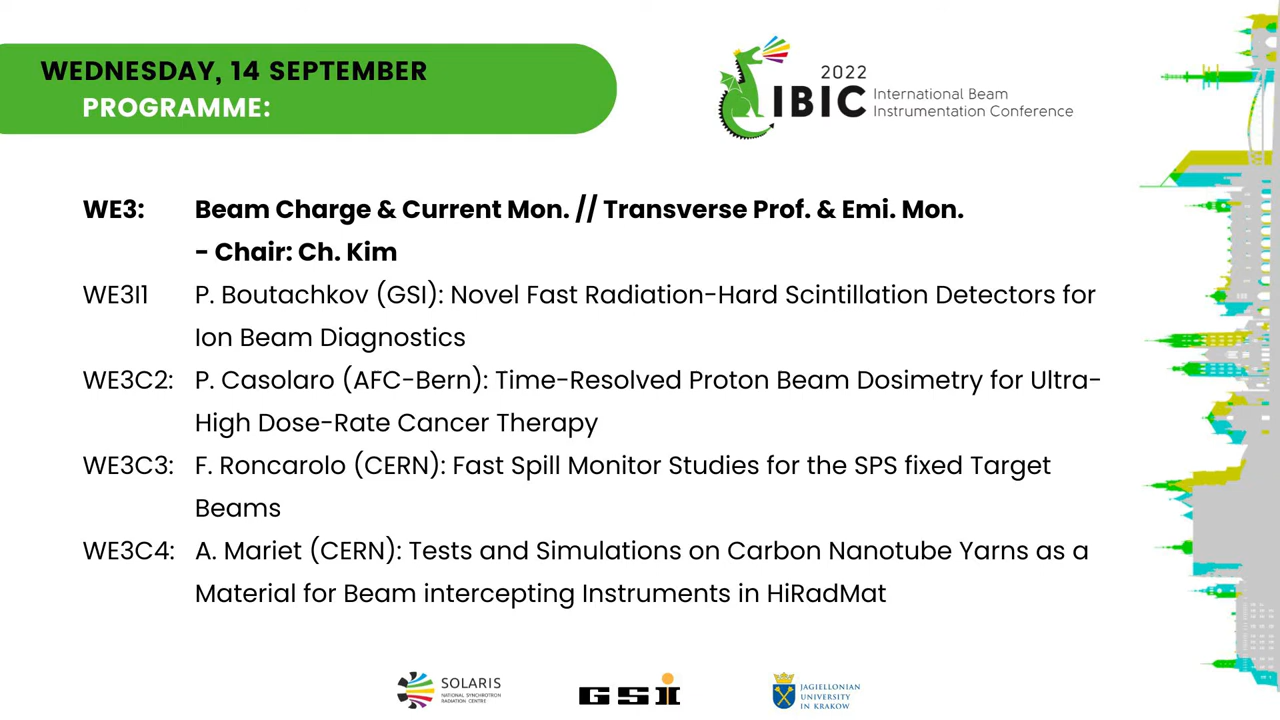 WEDNESDAY, 14 SEPTEMBER
PROGRAMME:
2022
IBIC
International Beam
Instrumentation Conference
WE3: Beam Charge & Current Mon. // Transverse Prof. & Emi. Mon.
- Chair: Ch. Kim
WE3I1 P. Boutachkov (GSI): Novel Fast Radiation-Hard Scintillation Detectors for
Ion Beam Diagnostics
WE3C2: P. Casolaro (AFC-Bern): Time-Resolved Proton Beam Dosimetry for Ultra-
High Dose-Rate Cancer Therapy
WE3C3: F. Roncarolo (CERN): Fast Spill Monitor Studies for the SPS fixed Target
Beams
WE3C4: A. Mariet (CERN): Tests and Simulations on Carbon Nanotube Yarns as a
Material for Beam intercepting Instruments in HiRadMat
SOLARIS
NATIONAL SYNCHROTRON
RADIATION CENTRE
GSI
JAGIELLONIAN
UNIVERSITY
IN KRAKOW